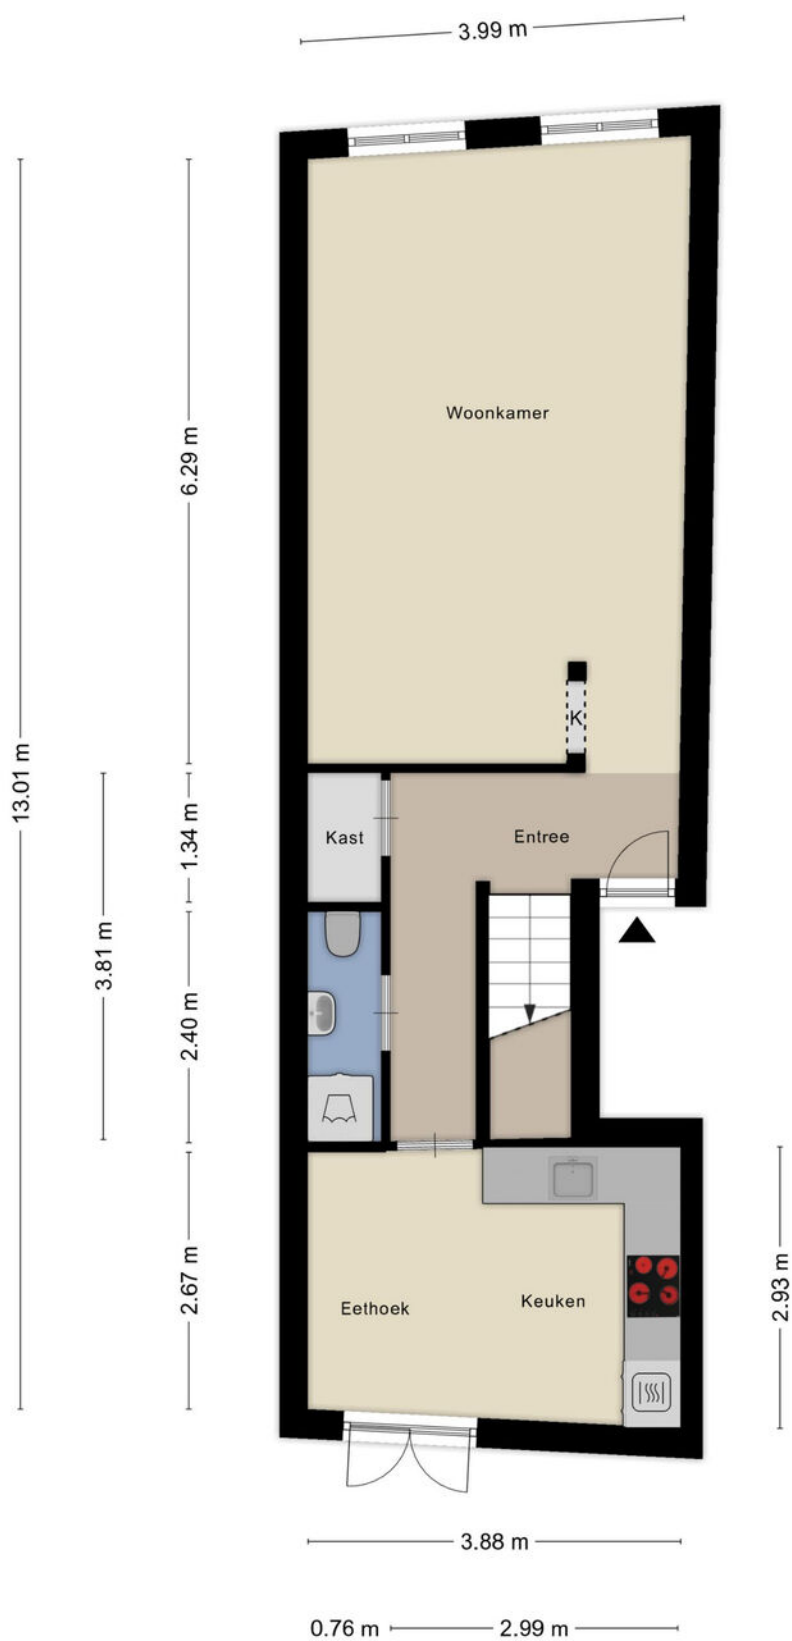 3.99 m
Woonkamer
6.29 m
K
13.01 m
Kast
Entree
1.34 m
3.81 m
2.40 m
2.67 m
Eethoek
Keuken
2.93 m
3.88 m
0.76 m
2.99 m